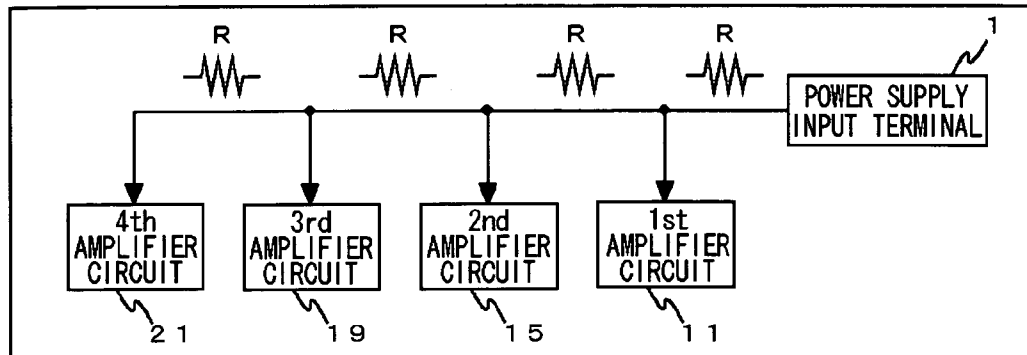 R R R R
1
POWER SUPPLY
INPUT TERMINAL
4th
AMPLIFIER
CIRCUIT
3rd
AMPLIFIER
CIRCUIT
2nd
AMPLIFIER
CIRCUIT
1st
AMPLIFIER
CIRCUIT
21 19 15 11